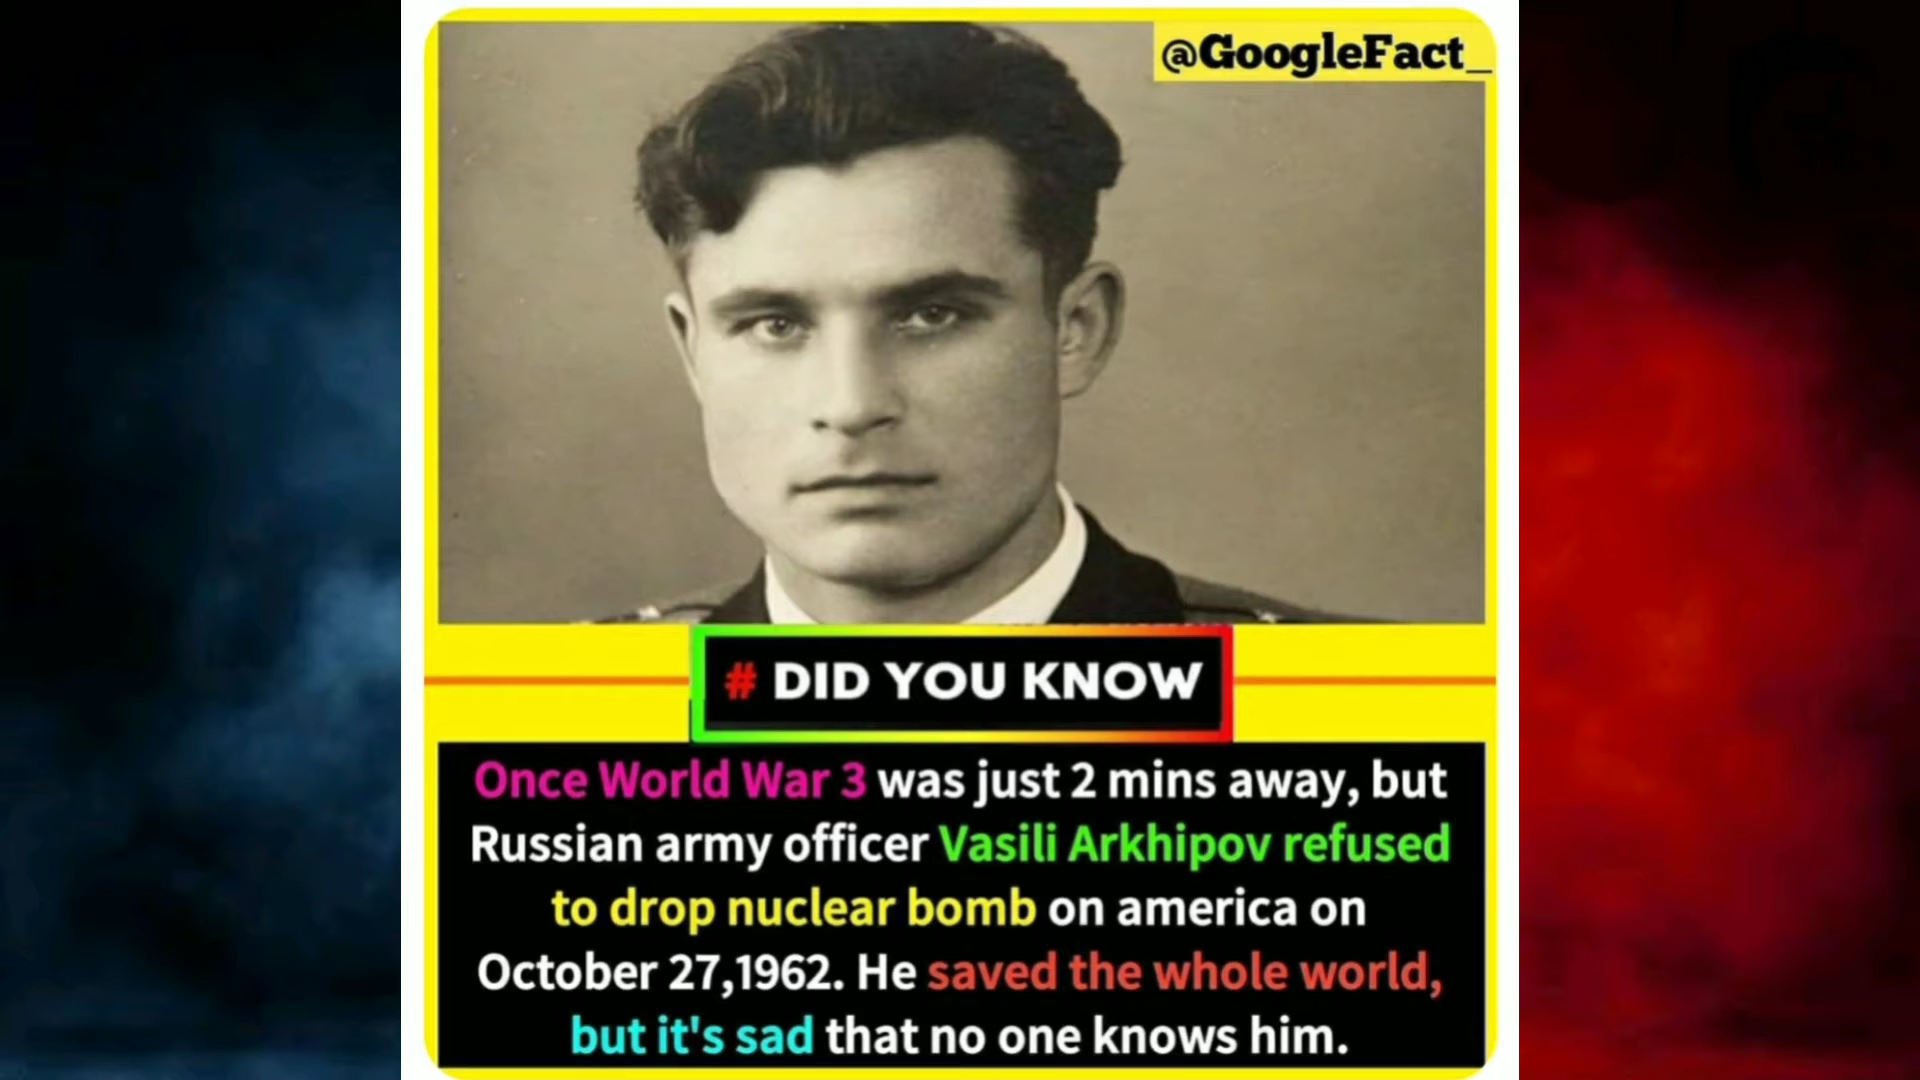 @GoogleFact_
# DID YOU KNOW
Once World War 3 was just 2 mins away, but
Russian army officer Vasili Arkhipov refused
to drop nuclear bomb on america on
October 27,1962. He saved the whole world,
but it's sad that no one knows him.